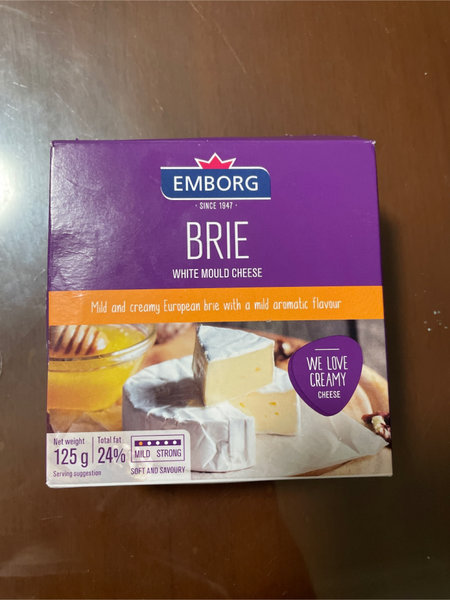 EMBORG
· SINCE 1947 ·
BRIE
WHITE MOULD CHEESE
Mild and creamy European brie with a mild aromatic flavour
WE LOVE
CREAMY
CHEESE
Net weight
125 g
Serving suggestion
Total fat
24%
MILD STRONG
SOFT AND SAVOURY